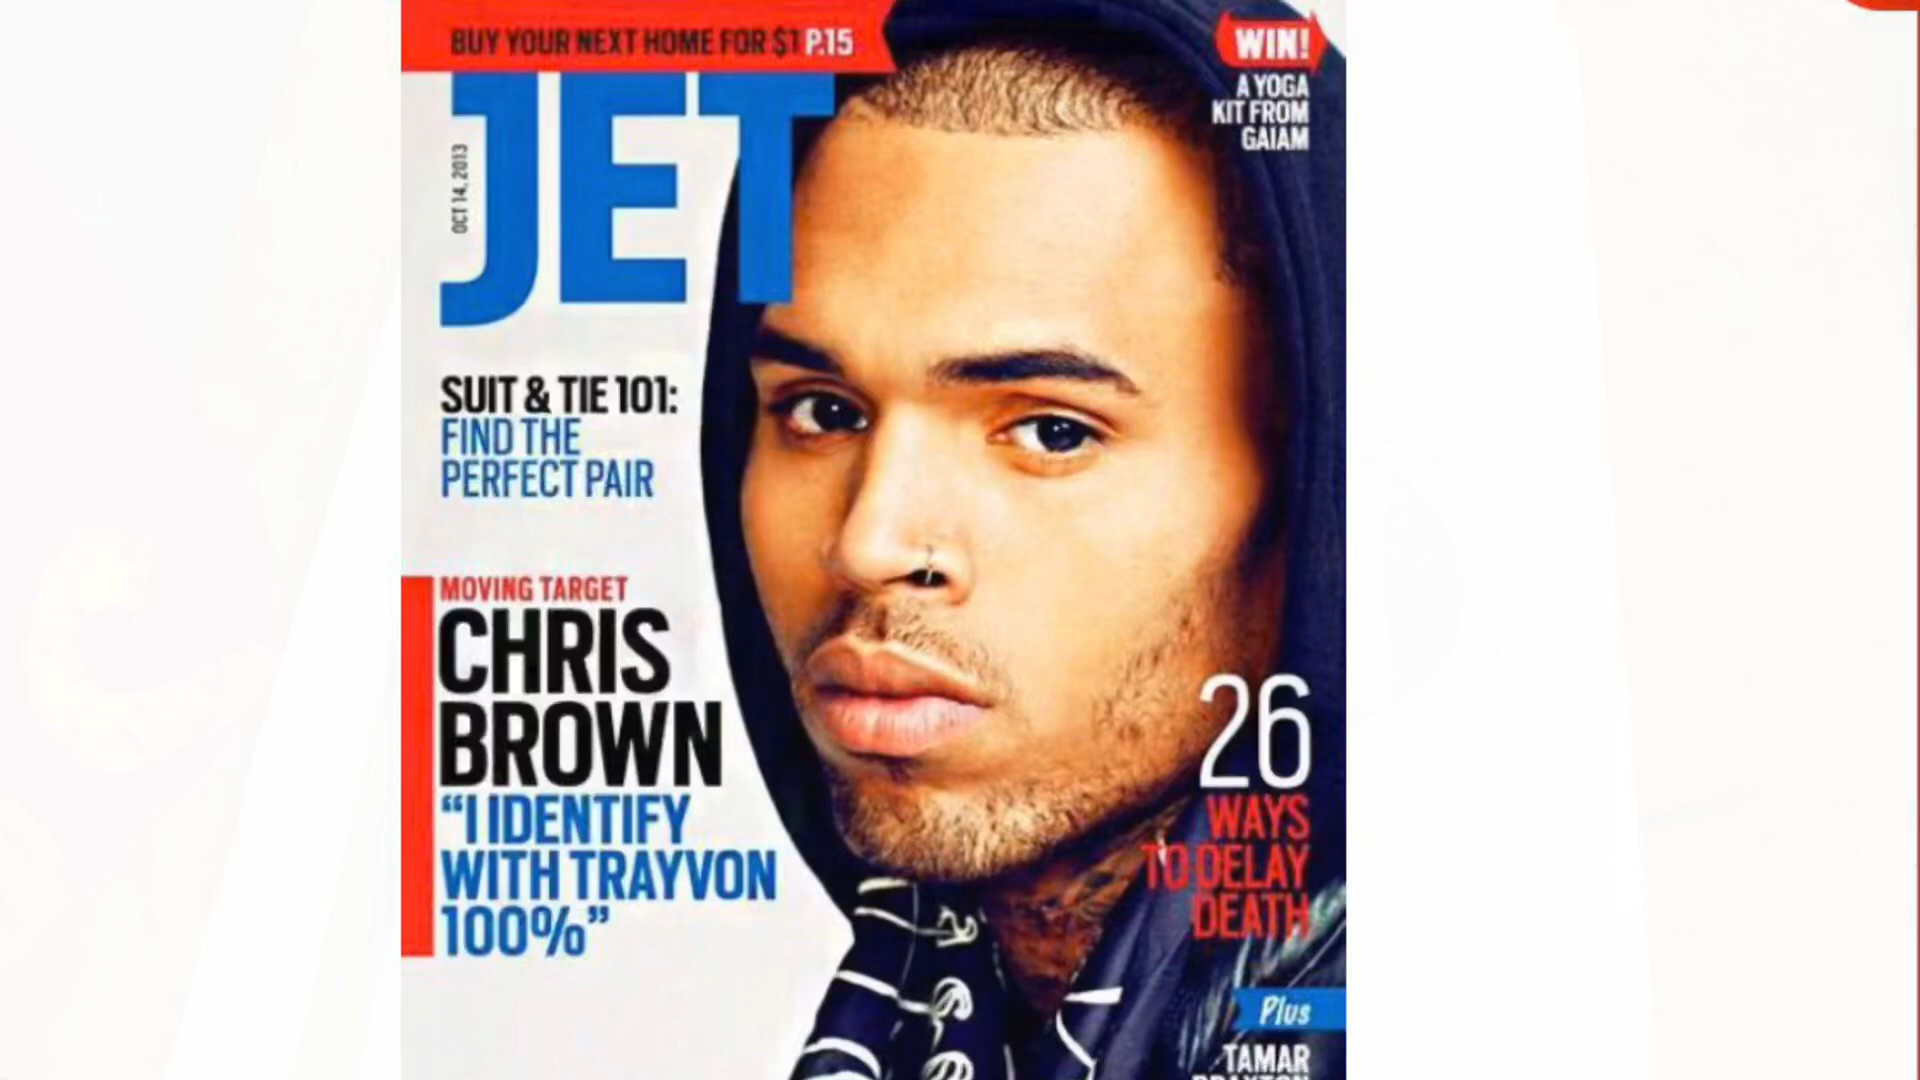 BUY YOUR NEXT HOME FOR $1 P.15
WIN!
A YOGA
KIT FROM
GAIAM
JET
OCT 14, 2013
SUIT & TIE 101:
FIND THE
PERFECT PAIR
MOVING TARGET
CHRIS
BROWN
“I IDENTIFY
WITH TRAYVON
100%”
26
WAYS
TO DELAY
DEATH
Plus
TAMAR
BRAXTON